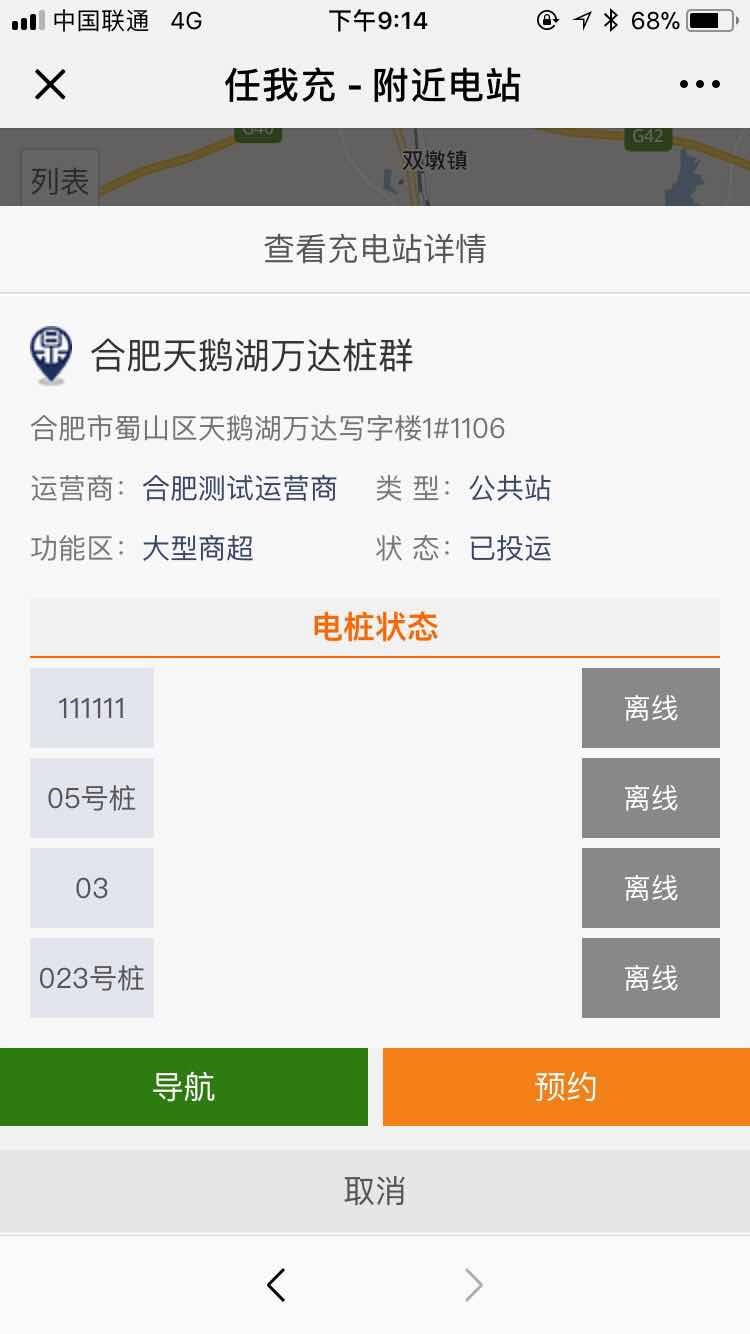 中国联通 4G 下午9:14 68%
任我充 - 附近电站
G40 G42
双墩镇
列表
查看充电站详情
合肥天鹅湖万达桩群
合肥市蜀山区天鹅湖万达写字楼1#1106
运营商: 合肥测试运营商 类 型: 公共站
功能区: 大型商超 状 态: 已投运
电桩状态
111111 离线
05号桩 离线
03 离线
023号桩 离线
导航 预约
取消